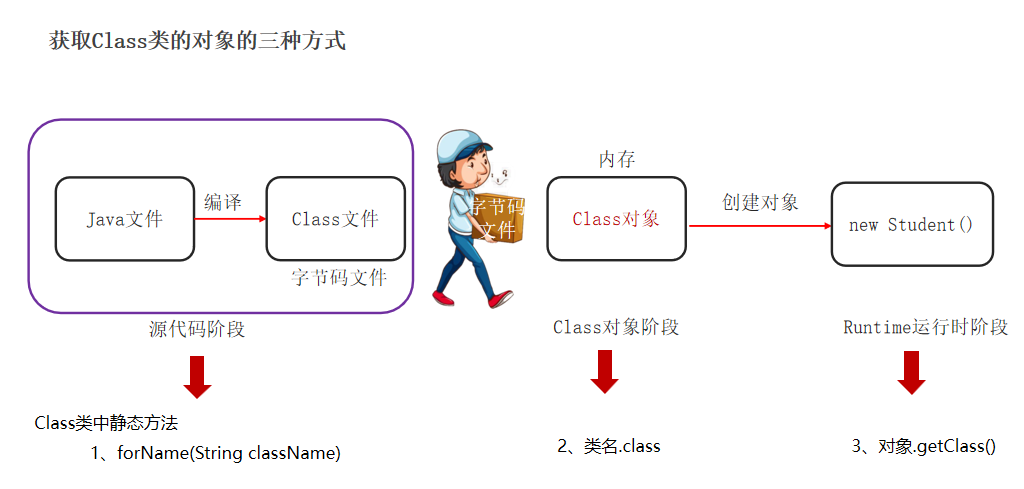 获取Class类的对象的三种方式
内存
编译
创建对象
Java文件
Class文件
字节码
文件
Class对象
new Student()
字节码文件
源代码阶段
Class对象阶段
Runtime运行时阶段
Class类中静态方法
1、forName(String className)
2、类名.class
3、对象.getClass()